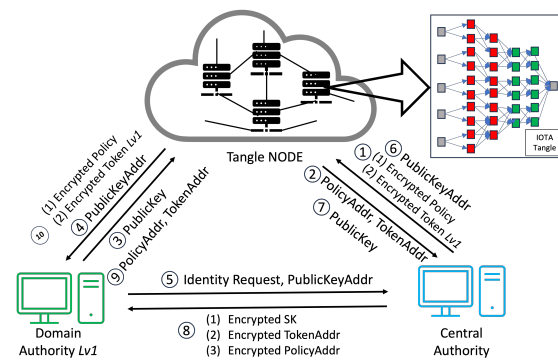 IOTA
Tangle
Tangle NODE
(1) Encrypted Policy
(2) Encrypted Token Lv1
10
4 PublicKeyAddr
3 PublicKey
9 PolicyAddr, TokenAddr
1
6 PublicKeyAddr
(1) Encrypted Policy
(2) Encrypted Token Lv1
2 PolicyAddr, TokenAddr
7 PublicKey
5 Identity Request, PublicKeyAddr
8
(1) Encrypted SK
(2) Encrypted TokenAddr
(3) Encrypted PolicyAddr
Domain
Authority Lv1
Central
Authority